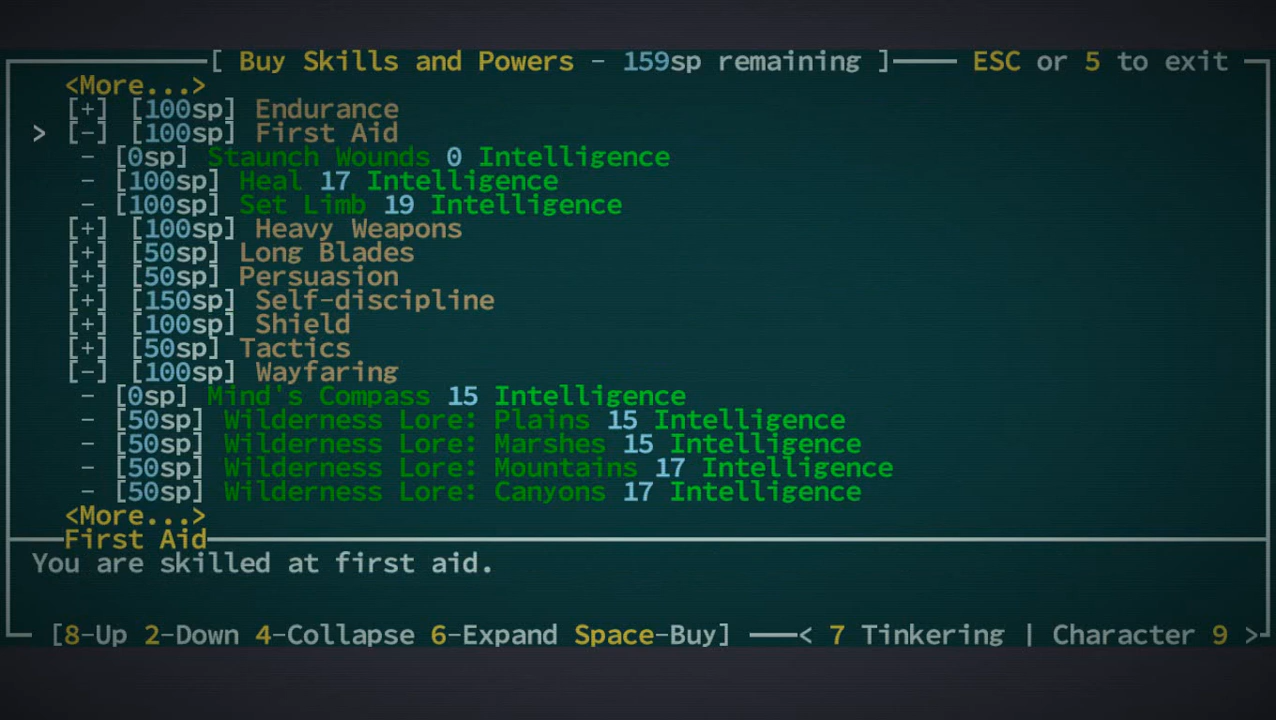 [ Buy Skills and Powers - 159sp remaining ] ESC or 5 to exit
<More...>
[+] [100sp] Endurance
> [-] [100sp] First Aid
- [0sp] Staunch Wounds 0 Intelligence
- [100sp] Heal 17 Intelligence
- [100sp] Set Limb 19 Intelligence
[+] [100sp] Heavy Weapons
[+] [50sp] Long Blades
[+] [50sp] Persuasion
[+] [150sp] Self-discipline
[+] [100sp] Shield
[+] [50sp] Tactics
[-] [100sp] Wayfaring
- [0sp] Mind's Compass 15 Intelligence
- [50sp] Wilderness Lore: Plains 15 Intelligence
- [50sp] Wilderness Lore: Marshes 15 Intelligence
- [50sp] Wilderness Lore: Mountains 17 Intelligence
- [50sp] Wilderness Lore: Canyons 17 Intelligence
<More...>
First Aid
You are skilled at first aid.
[8-Up 2-Down 4-Collapse 6-Expand Space-Buy] < 7 Tinkering | Character 9 >